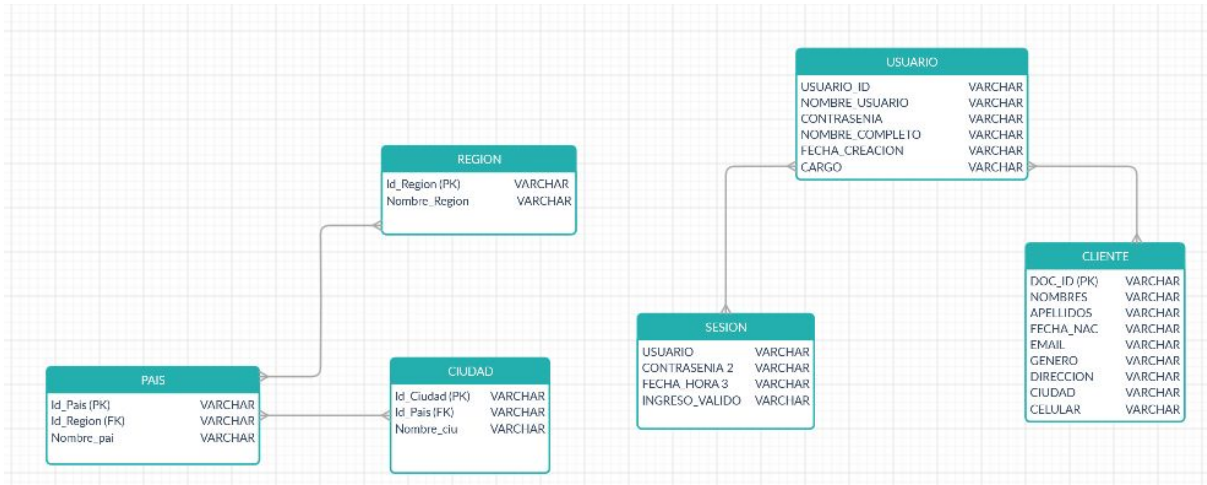 USUARIO
USUARIO_ID VARCHAR
NOMBRE_USUARIO VARCHAR
CONTRASENIA VARCHAR
NOMBRE_COMPLETO VARCHAR
FECHA_CREACION VARCHAR
CARGO VARCHAR
REGION
Id_Region (PK) VARCHAR
Nombre_Region VARCHAR
CLIENTE
DOC_ID (PK) VARCHAR
NOMBRES VARCHAR
APELLIDOS VARCHAR
FECHA_NAC VARCHAR
EMAIL VARCHAR
GENERO VARCHAR
DIRECCION VARCHAR
CIUDAD VARCHAR
CELULAR VARCHAR
SESION
USUARIO VARCHAR
CONTRASENIA 2 VARCHAR
FECHA_HORA 3 VARCHAR
INGRESO_VALIDO VARCHAR
PAIS
Id_Pais (PK) VARCHAR
Id_Region (FK) VARCHAR
Nombre_pai VARCHAR
CIUDAD
Id_Ciudad (PK) VARCHAR
Id_Pais (FK) VARCHAR
Nombre_ciu VARCHAR